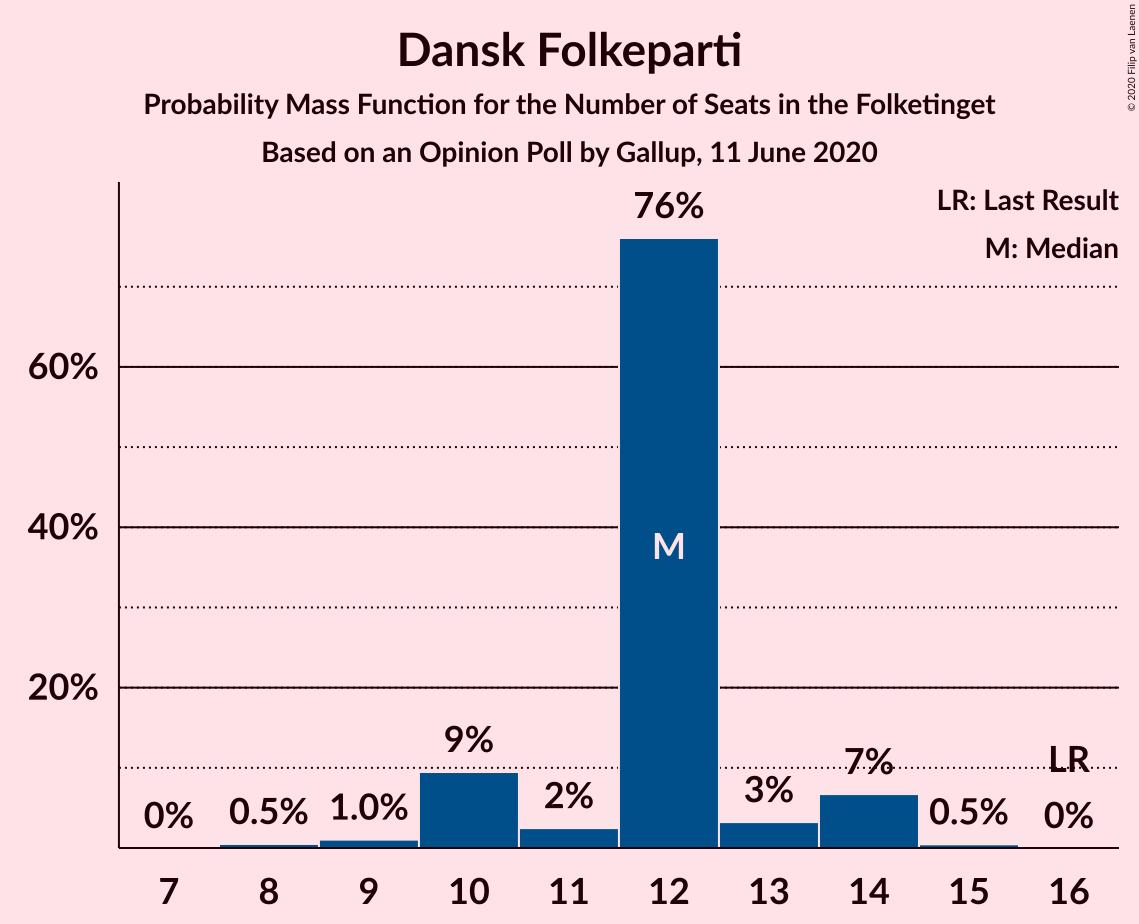 Dansk Folkeparti
Probability Mass Function for the Number of Seats in the Folketinget
Based on an Opinion Poll by Gallup, 11 June 2020
© 2020 Filip van Laenen
LR: Last Result
M: Median
60%
40%
20%
0%
0.5%
1.0%
9%
2%
76%
M
3%
7%
0.5%
LR
0%
7 8 9 10 11 12 13 14 15 16